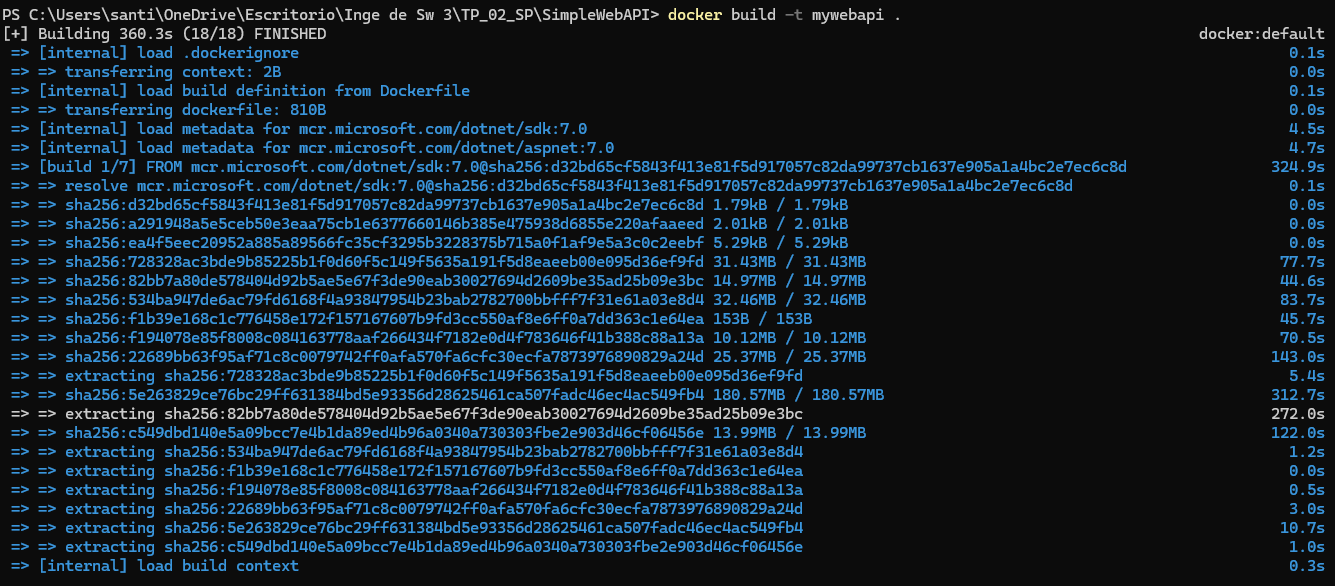 PS C:\Users\santi\OneDrive\Escritorio\Inge de Sw 3\TP_02_SP\SimpleWebAPI> docker build -t mywebapi .
[+] Building 360.3s (18/18) FINISHED docker:default
=> [internal] load .dockerignore 0.1s
=> => transferring context: 2B 0.0s
=> [internal] load build definition from Dockerfile 0.1s
=> => transferring dockerfile: 810B 0.0s
=> [internal] load metadata for mcr.microsoft.com/dotnet/sdk:7.0 4.5s
=> [internal] load metadata for mcr.microsoft.com/dotnet/aspnet:7.0 4.7s
=> [build 1/7] FROM mcr.microsoft.com/dotnet/sdk:7.0@sha256:d32bd65cf5843f413e81f5d917057c82da99737cb1637e905a1a4bc2e7ec6c8d 324.9s
=> => resolve mcr.microsoft.com/dotnet/sdk:7.0@sha256:d32bd65cf5843f413e81f5d917057c82da99737cb1637e905a1a4bc2e7ec6c8d 0.1s
=> => sha256:d32bd65cf5843f413e81f5d917057c82da99737cb1637e905a1a4bc2e7ec6c8d 1.79kB / 1.79kB 0.0s
=> => sha256:a291948a5e5ceb50e3eaa75cb1e6377660146b385e475938d6855e220afaaeed 2.01kB / 2.01kB 0.0s
=> => sha256:ea4f5eec20952a885a89566fc35cf3295b3228375b715a0f1af9e5a3c0c2eebf 5.29kB / 5.29kB 0.0s
=> => sha256:728328ac3bde9b85225b1f0d60f5c149f5635a191f5d8eaeeb00e095d36ef9fd 31.43MB / 31.43MB 77.7s
=> => sha256:82bb7a80de578404d92b5ae5e67f3de90eab30027694d2609be35ad25b09e3bc 14.97MB / 14.97MB 44.6s
=> => sha256:534ba947de6ac79fd6168f4a93847954b23bab2782700bbfff7f31e61a03e8d4 32.46MB / 32.46MB 83.7s
=> => sha256:f1b39e168c1c776458e172f157167607b9fd3cc550af8e6ff0a7dd363c1e64ea 153B / 153B 45.7s
=> => sha256:f194078e85f8008c084163778aaf266434f7182e0d4f783646f41b388c88a13a 10.12MB / 10.12MB 70.5s
=> => sha256:22689bb63f95af71c8c0079742ff0afa570fa6cfc30ecfa7873976890829a24d 25.37MB / 25.37MB 143.0s
=> => extracting sha256:728328ac3bde9b85225b1f0d60f5c149f5635a191f5d8eaeeb00e095d36ef9fd 5.4s
=> => sha256:5e263829ce76bc29ff631384bd5e93356d28625461ca507fadc46ec4ac549fb4 180.57MB / 180.57MB 312.7s
=> => extracting sha256:82bb7a80de578404d92b5ae5e67f3de90eab30027694d2609be35ad25b09e3bc 272.0s
=> => sha256:c549dbd140e5a09bcc7e4b1da89ed4b96a0340a730303fbe2e903d46cf06456e 13.99MB / 13.99MB 122.0s
=> => extracting sha256:534ba947de6ac79fd6168f4a93847954b23bab2782700bbfff7f31e61a03e8d4 1.2s
=> => extracting sha256:f1b39e168c1c776458e172f157167607b9fd3cc550af8e6ff0a7dd363c1e64ea 0.0s
=> => extracting sha256:f194078e85f8008c084163778aaf266434f7182e0d4f783646f41b388c88a13a 0.5s
=> => extracting sha256:22689bb63f95af71c8c0079742ff0afa570fa6cfc30ecfa7873976890829a24d 3.0s
=> => extracting sha256:5e263829ce76bc29ff631384bd5e93356d28625461ca507fadc46ec4ac549fb4 10.7s
=> => extracting sha256:c549dbd140e5a09bcc7e4b1da89ed4b96a0340a730303fbe2e903d46cf06456e 1.0s
=> [internal] load build context 0.3s